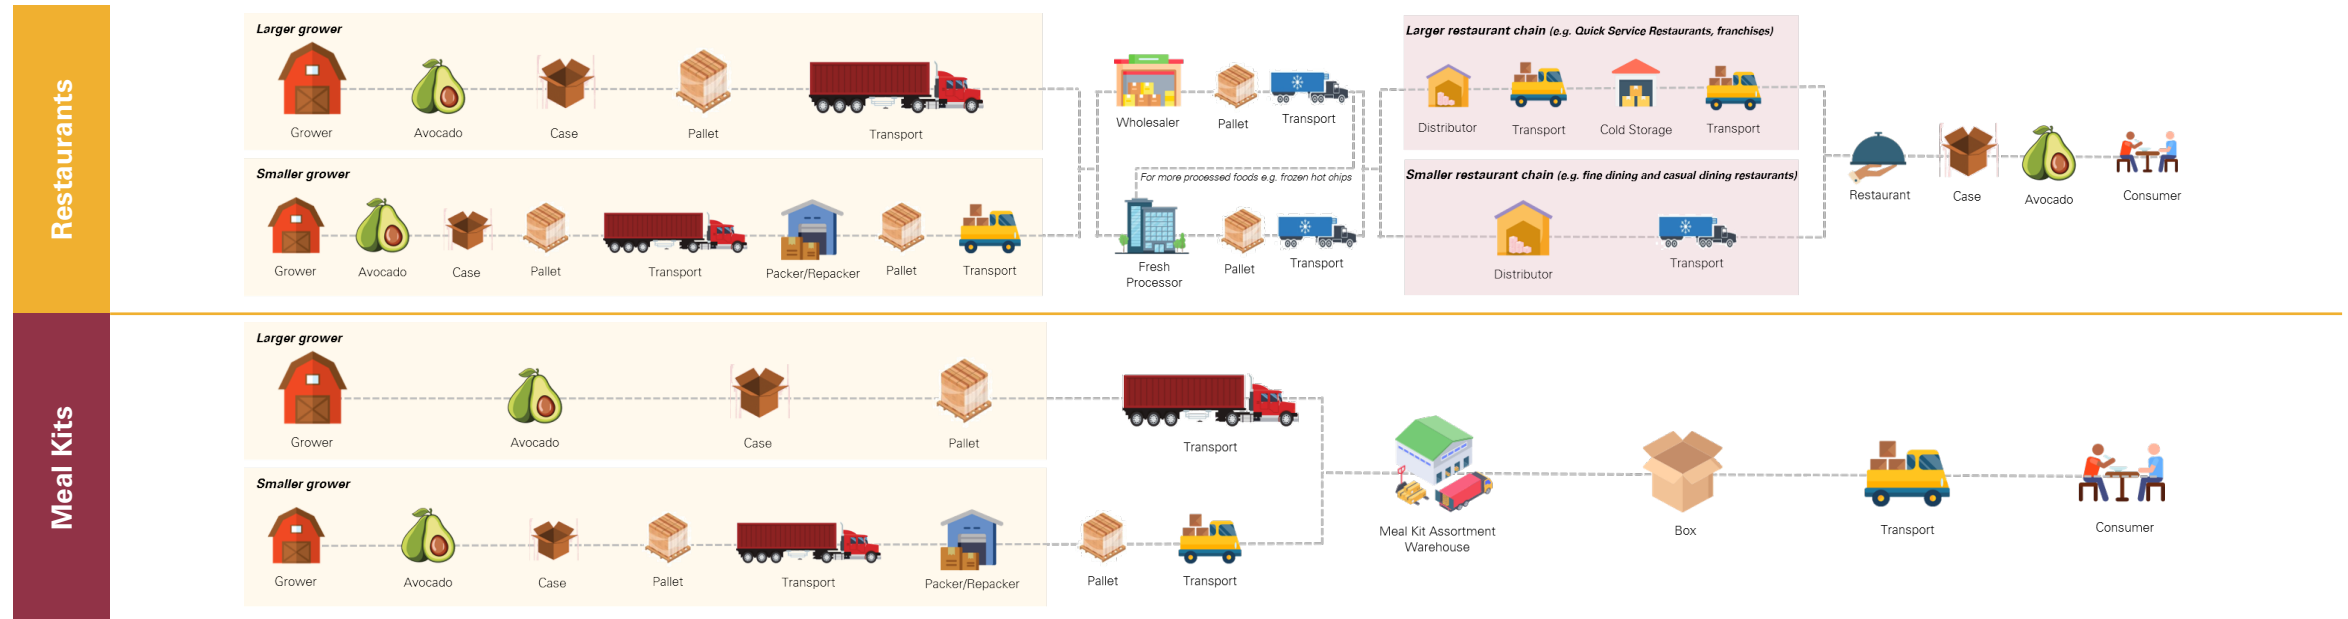 Restaurants
Larger grower
Grower
Avocado
Case
Pallet
Transport
Smaller grower
Grower
Avocado
Case
Pallet
Transport
Packer/Repacker
Pallet
Transport
Wholesaler
Pallet
Transport
For more processed foods e.g. frozen hot chips
Fresh
Processor
Pallet
Transport
Larger restaurant chain (e.g. Quick Service Restaurants, franchises)
Distributor
Transport
Cold Storage
Transport
Smaller restaurant chain (e.g. fine dining and casual dining restaurants)
Distributor
Transport
Restaurant
Case
Avocado
Consumer
Meal Kits
Larger grower
Grower
Avocado
Case
Pallet
Transport
Smaller grower
Grower
Avocado
Case
Pallet
Transport
Packer/Repacker
Pallet
Transport
Meal Kit Assortment
Warehouse
Box
Transport
Consumer